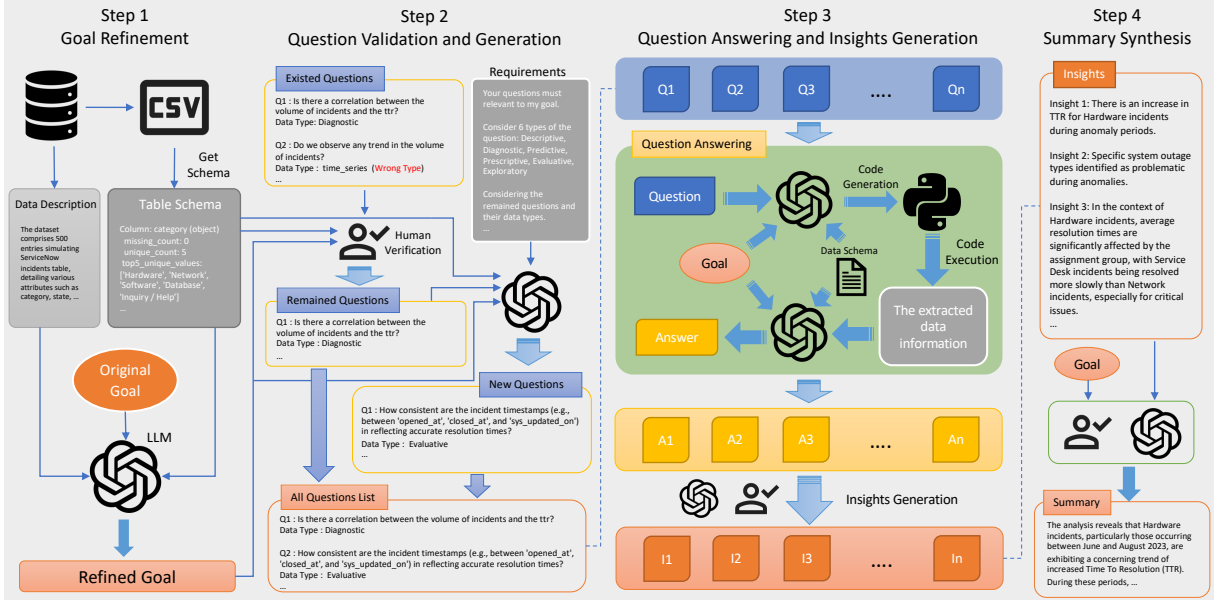 Step 1
Goal Refinement
CSV
Get
Schema
Data Description
The dataset
comprises 500
entries simulating
ServiceNow
incidents table,
detailing various
attributes such as
category, state, ...
Table Schema
Column: category (object)
missing_count: 0
unique_count: 5
top5_unique_values:
['Hardware', 'Network',
'Software', 'Database',
'Inquiry / Help']
...
Original
Goal
LLM
Refined Goal
Step 2
Question Validation and Generation
Existed Questions
Q1 : Is there a correlation between the
volume of incidents and the ttr?
Data Type: Diagnostic
Q2 : Do we observe any trend in the volume
of incidents?
Data Type : time_series (Wrong Type)
...
Requirements
Your questions must
relevant to my goal.
Consider 6 types of the
question: Descriptive,
Diagnostic, Predictive,
Prescriptive, Evaluative,
Exploratory
Considering the
remained questions and
their data types.
...
Human
Verification
Remained Questions
Q1 : Is there a correlation between the
volume of incidents and the ttr?
Data Type : Diagnostic
...
New Questions
Q1 : How consistent are the incident timestamps (e.g.,
between 'opened_at', 'closed_at', and 'sys_updated_on')
in reflecting accurate resolution times?
Data Type : Evaluative
...
All Questions List
Q1 : Is there a correlation between the volume of incidents and the ttr?
Data Type : Diagnostic
Q2 : How consistent are the incident timestamps (e.g., between 'opened_at',
'closed_at', and 'sys_updated_on') in reflecting accurate resolution times?
Data Type : Evaluative
...
Step 3
Question Answering and Insights Generation
Q1 Q2 Q3 .... Qn
Question Answering
Question
Code
Generation
Goal
Data Schema
Code
Execution
Answer
The extracted
data
information
A1 A2 A3 .... An
Insights Generation
I1 I2 I3 .... In
Step 4
Summary Synthesis
Insights
Insight 1: There is an increase in
TTR for Hardware incidents
during anomaly periods.
Insight 2: Specific system outage
types identified as problematic
during anomalies.
Insight 3: In the context of
Hardware incidents, average
resolution times are
significantly affected by the
assignment group, with Service
Desk incidents being resolved
more slowly than Network
incidents, especially for critical
issues.
...
Goal
Summary
The analysis reveals that Hardware
incidents, particularly those occurring
between June and August 2023, are
exhibiting a concerning trend of
increased Time To Resolution (TTR).
During these periods, ...